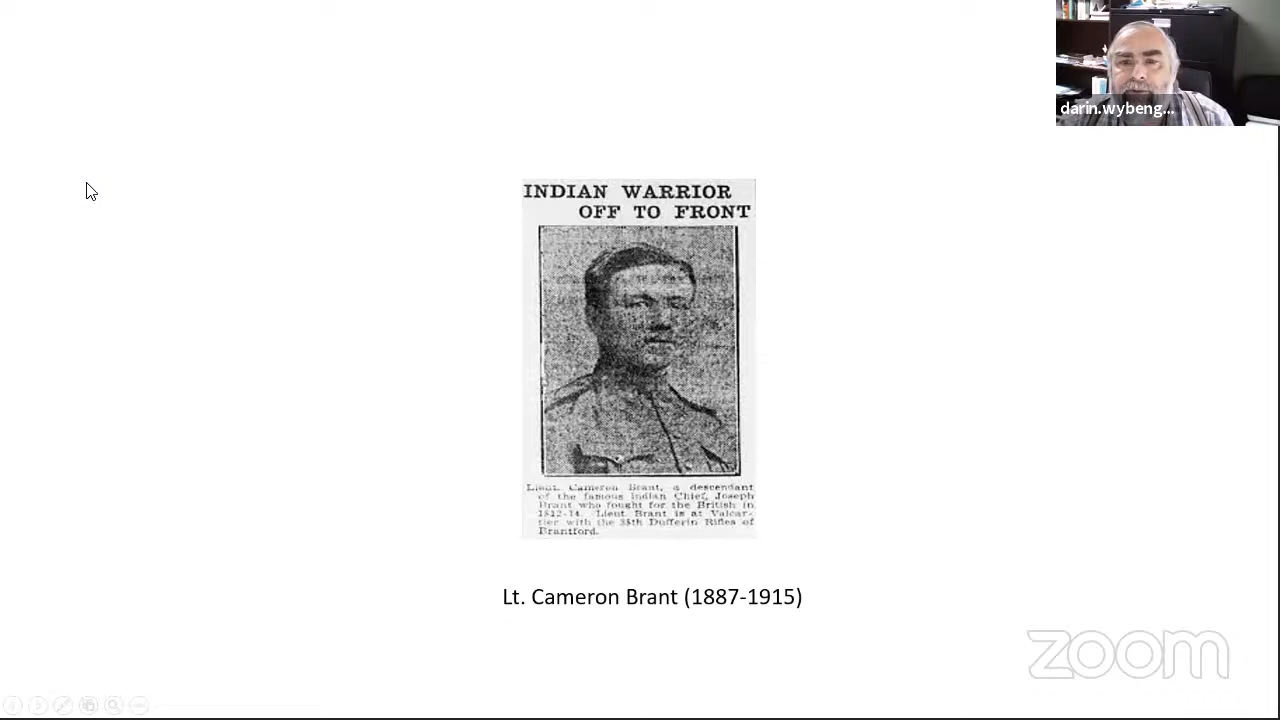 darin.wybeng...
INDIAN WARRIOR
OFF TO FRONT
Lieut. Cameron Brant, a descendant
of the famous Indian Chief, Joseph
Brant who fought for the British in
1812-14. Lieut. Brant is at Valcar-
tier with the 38th Dufferin Rifles of
Brantford.
Lt. Cameron Brant (1887-1915)
zoom